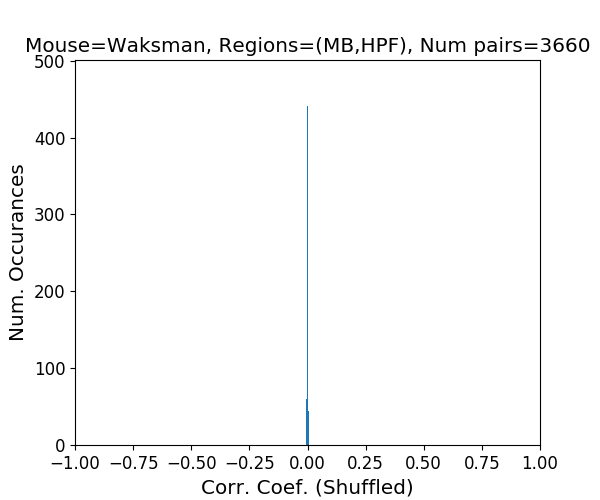 Mouse=Waksman, Regions=(MB,HPF), Num pairs=3660
500
400
300
200
100
0
Num. Occurances
−1.00 −0.75 −0.50 −0.25 0.00 0.25 0.50 0.75 1.00
Corr. Coef. (Shuffled)